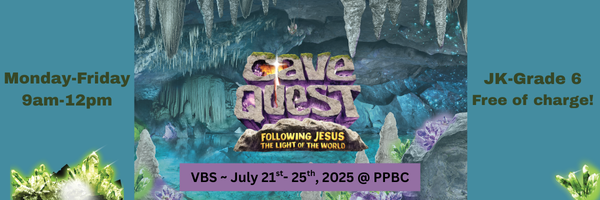 Monday-Friday
9am-12pm
Cave
Quest
FOLLOWING JESUS
THE LIGHT OF THE WORLD
VBS ~ July 21st- 25th, 2025 @ PPBC
JK-Grade 6
Free of charge!